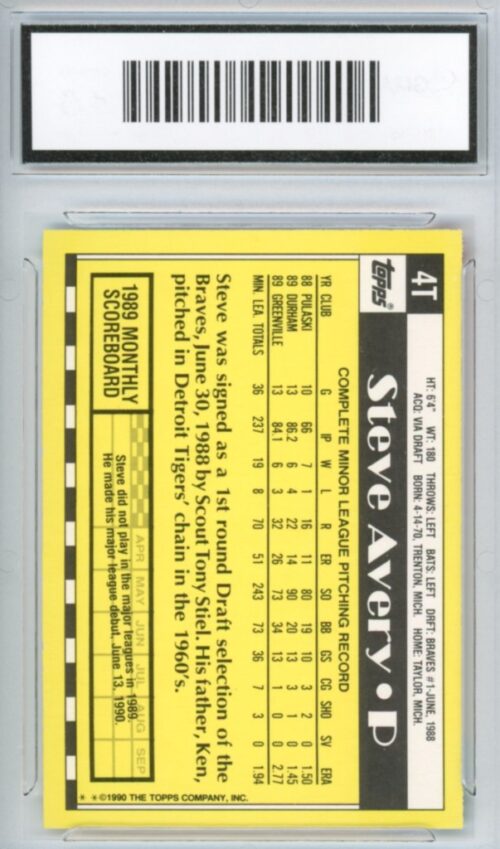 4T
topps®
Steve Avery • P
HT: 6'4" WT: 180 THROWS: LEFT BATS: LEFT DRFT: BRAVES #1-JUNE, 1988
ACQ: VIA DRAFT BORN: 4-14-70, TRENTON, MICH. HOME: TAYLOR, MICH.
COMPLETE MINOR LEAGUE PITCHING RECORD
YR CLUB G IP W L R ER SO BB GS CG SHO SV ERA
88 PULASKI 10 66 7 1 16 11 80 19 10 3 2 0 1.50
89 DURHAM 13 86.2 6 4 22 14 90 20 13 3 1 0 1.45
89 GREENVILLE 13 84.1 6 3 32 26 73 34 13 1 0 0 2.77
MIN. LEA. TOTALS 36 237 19 8 70 51 243 73 36 7 3 0 1.94
Steve was signed as a 1st round Draft selection of the
Braves, June 30, 1988 by Scout Tony Stiel. His father, Ken,
pitched in Detroit Tigers' chain in the 1960's.
1989 MONTHLY
SCOREBOARD
APR MAY JUN JUL AUG SEP
Steve did not play in the major leagues in 1989.
He made his major league debut, June 13, 1990.
* * ©1990 THE TOPPS COMPANY, INC.